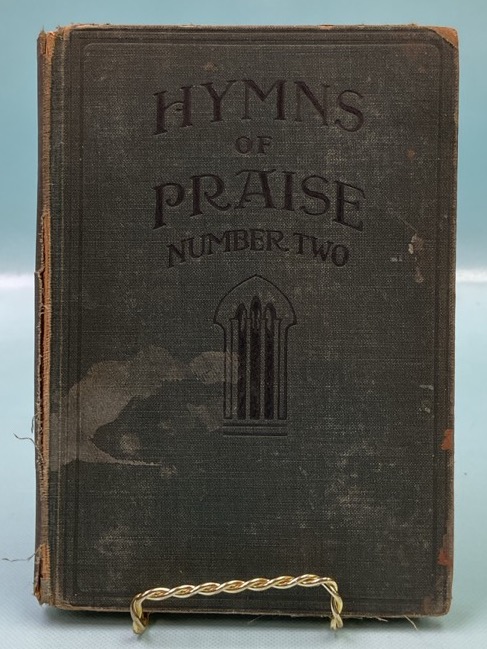 HYMNS
OF
PRAISE
NUMBER TWO